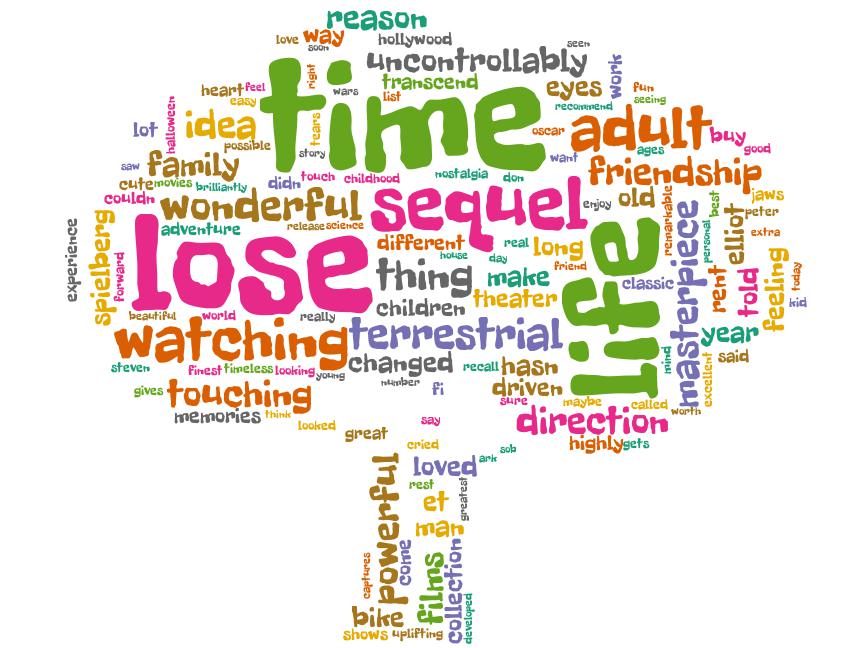 reason
love way
soon
hollywood
seen
uncontrollably
time
right
wars
transcend
list
eyes
work
fun
seeing
recommend
heart feel
easy
halloween
lot
idea
possible
tears
story
oscar
adult
buy
good
want
ages
friendship
saw
family
cute movies brilliantly
didn touch childhood
nostalgia don
couldn
wonderful
sequel
enjoy
old
remarkable
best
jaws
peter
extra
elliot
personal
masterpiece
experience
spielberg
forward
adventure
release science
lose
different
house
real
day
long
friend
life
classic
thing
make
theater
children
rent
told
feeling
today
kid
beautiful
world
really
watching
terrestrial
year
said
mind
excellent
steven
finest timeless looking young
changed
number
recall
hasn
driven
fi
gives
touching
sure
maybe
called
worth
memories think
looked
great
say
direction
highly gets
cried
sob
ark
loved
powerful
rest
et
greatest
man
captures
come
films
collection
developed
bike
shows uplifting